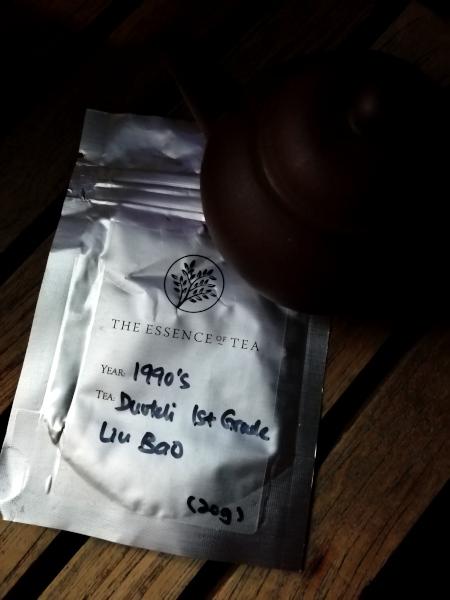 THE ESSENCE OF TEA
YEAR: 1990's
TEA: Duoteli 1st Grade
Liu Bao
(20g)